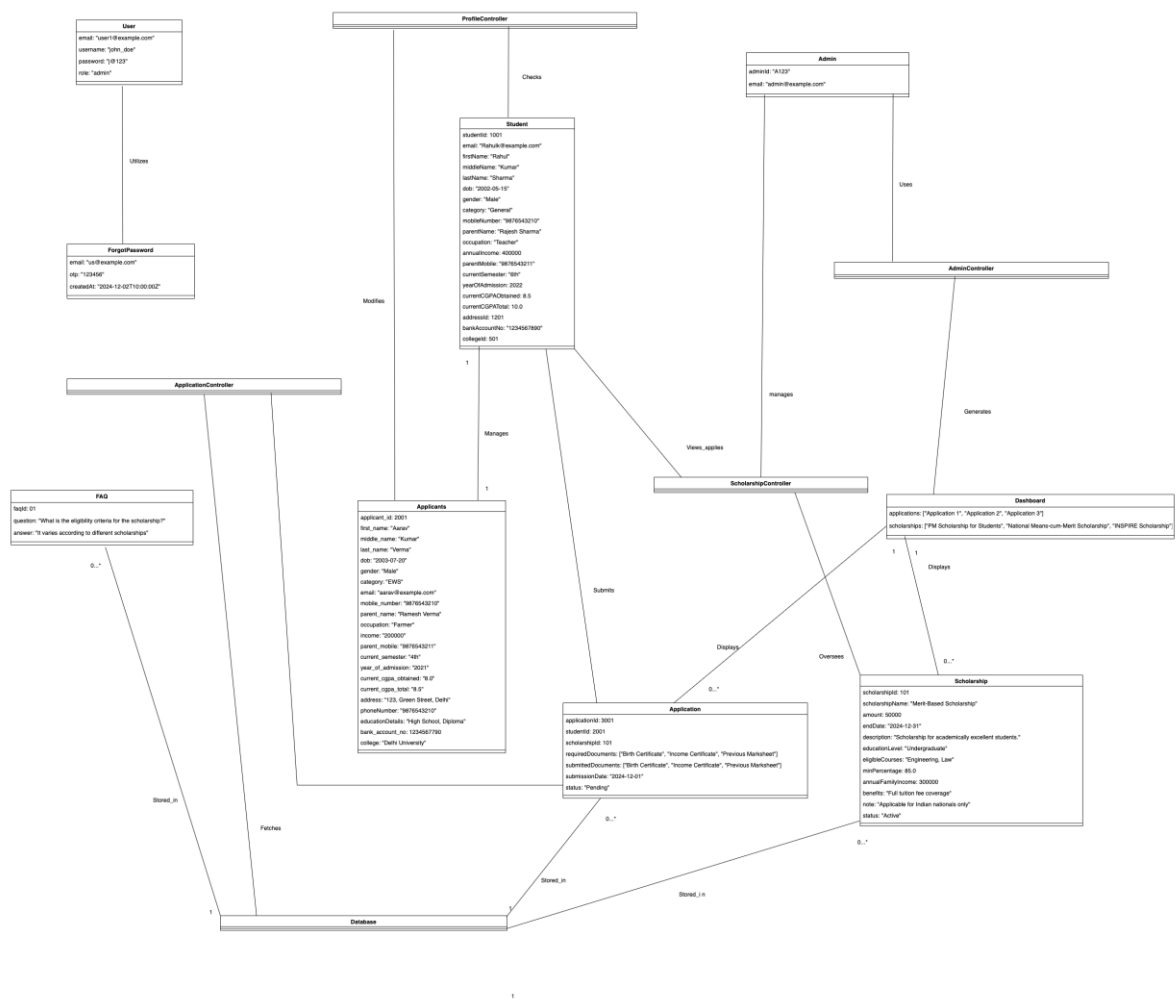 User
email: "user1@example.com"
username: "john_doe"
password: "j@123"
role: "admin"
Utilizes
ForgotPassword
email: "us@example.com"
otp: "123456"
createdAt: "2024-12-02T10:00:00Z"
ProfileController
Checks
Modifies
Student
studentId: 1001
email: "Rahulk@example.com"
firstName: "Rahul"
middleName: "Kumar"
lastName: "Sharma"
dob: "2002-05-15"
gender: "Male"
category: "General"
mobileNumber: "9876543210"
parentName: "Rajesh Sharma"
occupation: "Teacher"
annualIncome: 400000
parentMobile: "9876543211"
currentSemester: "6th"
yearOfAdmission: 2022
currentCGPAObtained: 8.5
currentCGPATotal: 10.0
addressId: 1201
bankAccountNo: "1234567890"
collegeId: 501
1
Manages
1
Admin
adminId: "A123"
email: "admin@example.com"
Uses
manages
AdminController
Generates
Views_applies
ScholarshipController
Oversees
ApplicationController
Fetches
FAQ
faqId: 01
question: "What is the eligibility criteria for the scholarship?"
answer: "It varies according to different scholarships"
0...*
Stored_in
1
Applicants
applicant_id: 2001
first_name: "Aarav"
middle_name: "Kumar"
last_name: "Verma"
dob: "2003-07-20"
gender: "Male"
category: "EWS"
email: "aarav@example.com"
mobile_number: "9876543210"
parent_name: "Ramesh Verma"
occupation: "Farmer"
income: "200000"
parent_mobile: "9876543211"
current_semester: "4th"
year_of_admission: "2021"
current_cgpa_obtained: "8.0"
current_cgpa_total: "8.5"
address: "123, Green Street, Delhi"
phoneNumber: "9876543210"
educationDetails: "High School, Diploma"
bank_account_no: 1234567790
college: "Delhi University"
Submits
Dashboard
applications: ["Application 1", "Application 2", "Application 3"]
scholarships: ["PM Scholarship for Students", "National Means-cum-Merit Scholarship", "INSPIRE Scholarship"]
1
1
Displays
Displays
0...*
0...*
Application
applicationId: 3001
studentId: 2001
scholarshipId: 101
requiredDocuments: ["Birth Certificate", "Income Certificate", "Previous Marksheet"]
submittedDocuments: ["Birth Certificate", "Income Certificate", "Previous Marksheet"]
submissionDate: "2024-12-01"
status: "Pending"
0...*
Stored_in
1
Scholarship
scholarshipId: 101
scholarshipName: "Merit-Based Scholarship"
amount: 50000
endDate: "2024-12-31"
description: "Scholarship for academically excellent students."
educationLevel: "Undergraduate"
eligibleCourses: "Engineering, Law"
minPercentage: 85.0
annualFamilyIncome: 300000
benefits: "Full tuition fee coverage"
note: "Applicable for Indian nationals only"
status: "Active"
0...*
Stored_i n
Database
1